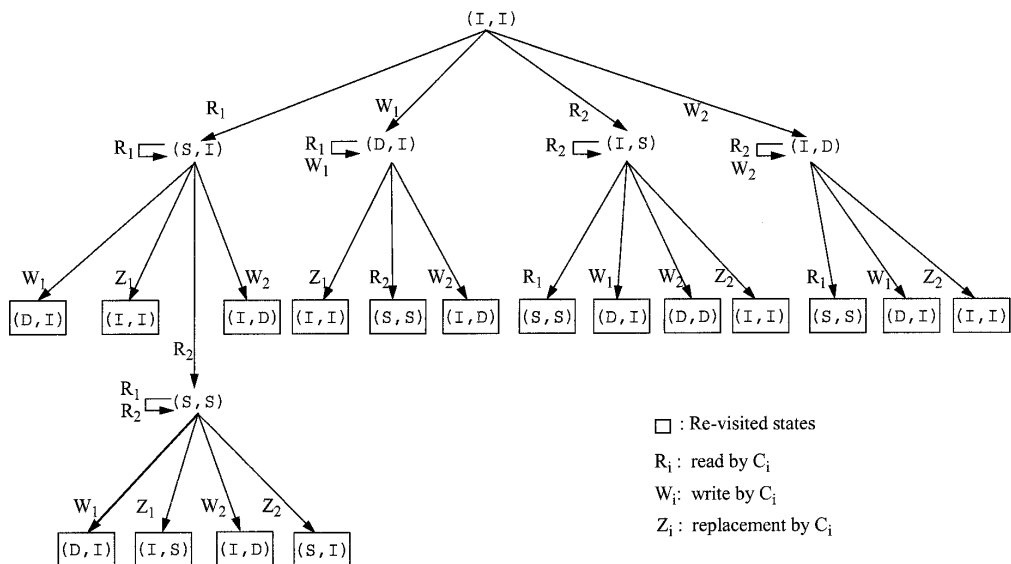 (I,I)
R1 W1 R2 W2
R1 (S,I) R1 (D,I) R2 (I,S) R2 (I,D)
W1 W2
W1 Z1 W2 Z1 R2 W2 R1 W1 W2 Z2 R1 W1 Z2
(D,I) (I,I) (I,D) (I,I) (S,S) (I,D) (S,S) (D,I) (D,D) (I,I) (S,S) (D,I) (I,I)
R2
R1
R2 (S,S)
: Re-visited states
Ri : read by Ci
W1 Z1 W2 Z2
Wi: write by Ci
Zi : replacement by Ci
(D,I) (I,S) (I,D) (S,I)